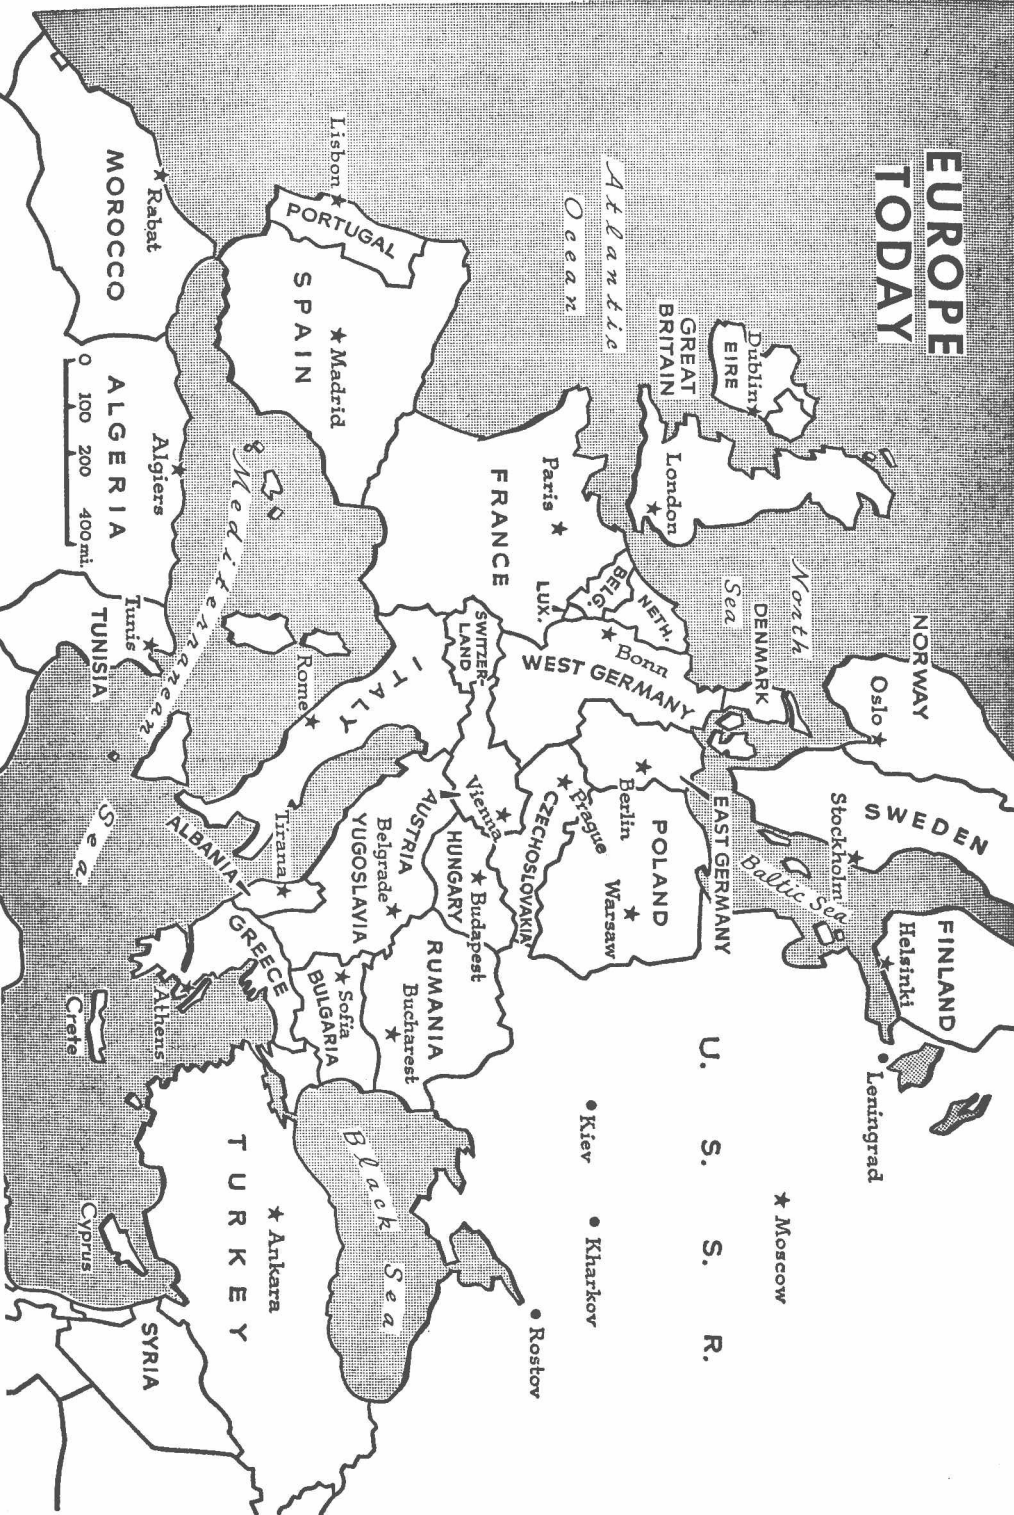 EUROPE
TODAY
NORWAY
Oslo
SWEDEN
Stockholm
FINLAND
Helsinki
Leningrad
North
Sea
DENMARK
Baltic Sea
Dublin
EIRE
GREAT
BRITAIN
London
Atlantic
Ocean
NETH.
BELG.
LUX.
Bonn
WEST GERMANY
EAST GERMANY
Berlin
POLAND
Warsaw
U. S. S. R.
Moscow
Kiev
Kharkov
Rostov
Paris
FRANCE
SWITZER-
LAND
Prague
CZECHOSLOVAKIA
Vienna
AUSTRIA
HUNGARY
Budapest
RUMANIA
Bucharest
Lisbon
PORTUGAL
SPAIN
Madrid
ITALY
Rome
YUGOSLAVIA
Belgrade
BULGARIA
Sofia
Black Sea
Tirana
ALBANIA
GREECE
Athens
Crete
TURKEY
Ankara
Cyprus
SYRIA
Mediterranean
Sea
Rabat
MOROCCO
Algiers
ALGERIA
Tunis
TUNISIA
0 100 200 400 mi.